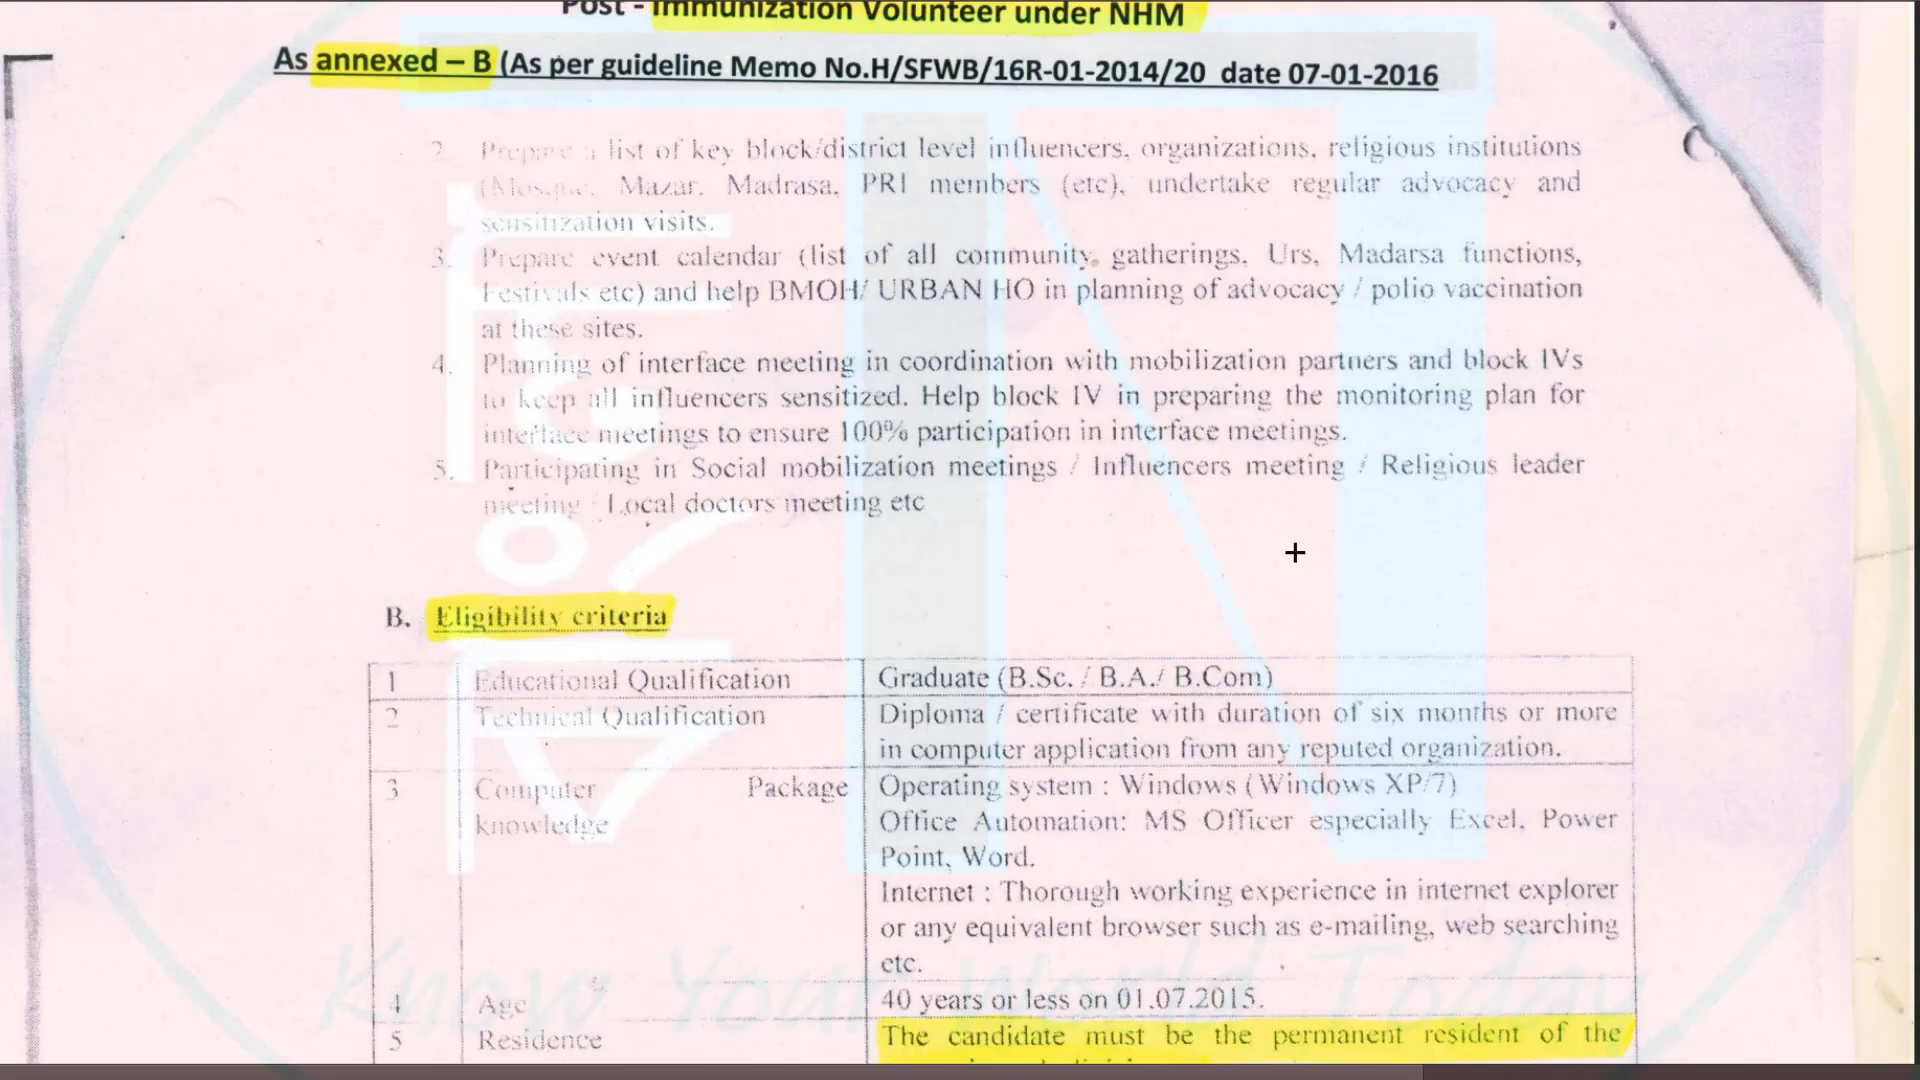 Post - Immunization Volunteer under NHM
As annexed – B (As per guideline Memo No.H/SFWB/16R-01-2014/20 date 07-01-2016
2. Prepare a list of key block/district level influencers, organizations, religious institutions
(Mosque, Mazar, Madrasa, PRI members (etc), undertake regular advocacy and
sensitization visits.
3. Prepare event calendar (list of all community gatherings, Urs, Madarsa functions,
Festivals etc) and help BMOH/ URBAN HO in planning of advocacy / polio vaccination
at these sites.
4. Planning of interface meeting in coordination with mobilization partners and block IVs
to keep all influencers sensitized. Help block IV in preparing the monitoring plan for
interface meetings to ensure 100% participation in interface meetings.
5. Participating in Social mobilization meetings / Influencers meeting / Religious leader
meeting / Local doctors meeting etc
B. Eligibility criteria
1 Educational Qualification Graduate (B.Sc. / B.A./ B.Com)
2 Technical Qualification Diploma / certificate with duration of six months or more
in computer application from any reputed organization.
3 Computer Package Operating system : Windows (Windows XP/7)
knowledge Office Automation: MS Officer especially Excel, Power
Point, Word.
Internet : Thorough working experience in internet explorer
or any equivalent browser such as e-mailing, web searching
etc.
4 Age 40 years or less on 01.07.2015.
5 Residence The candidate must be the permanent resident of the
Know Your World Today